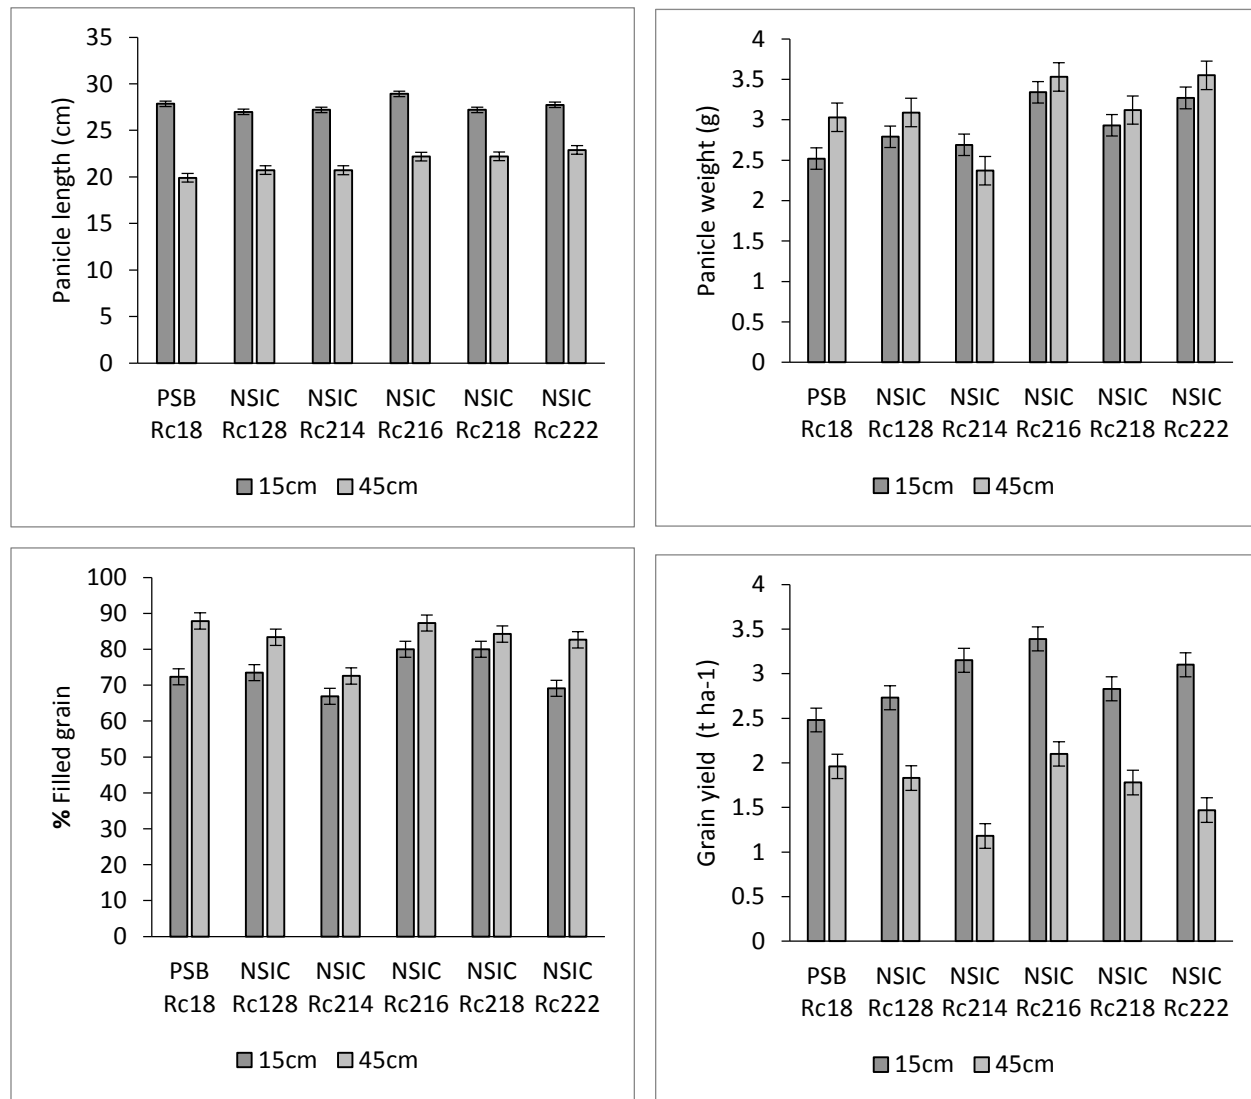 Panicle length (cm)
35
30
25
20
15
10
5
0
PSB NSIC NSIC NSIC NSIC NSIC
Rc18 Rc128 Rc214 Rc216 Rc218 Rc222
15cm 45cm
Panicle weight (g)
4
3.5
3
2.5
2
1.5
1
0.5
0
PSB NSIC NSIC NSIC NSIC NSIC
Rc18 Rc128 Rc214 Rc216 Rc218 Rc222
15cm 45cm
% Filled grain
100
90
80
70
60
50
40
30
20
10
0
PSB NSIC NSIC NSIC NSIC NSIC
Rc18 Rc128 Rc214 Rc216 Rc218 Rc222
15cm 45cm
Grain yield (t ha-1)
4
3.5
3
2.5
2
1.5
1
0.5
0
PSB NSIC NSIC NSIC NSIC NSIC
Rc18 Rc128 Rc214 Rc216 Rc218 Rc222
15cm 45cm